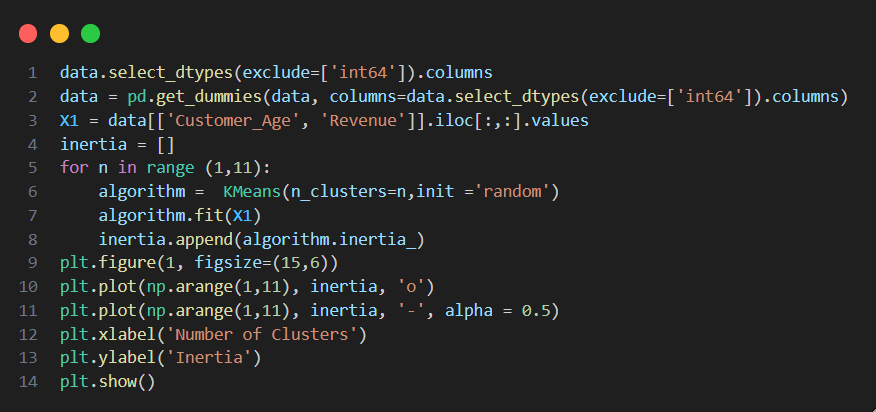 1 data.select_dtypes(exclude=['int64']).columns
2 data = pd.get_dummies(data, columns=data.select_dtypes(exclude=['int64']).columns)
3 X1 = data[['Customer_Age', 'Revenue']].iloc[:,:].values
4 inertia = []
5 for n in range (1,11):
6     algorithm =  KMeans(n_clusters=n,init ='random')
7     algorithm.fit(X1)
8     inertia.append(algorithm.inertia_)
9 plt.figure(1, figsize=(15,6))
10 plt.plot(np.arange(1,11), inertia, 'o')
11 plt.plot(np.arange(1,11), inertia, '-', alpha = 0.5)
12 plt.xlabel('Number of Clusters')
13 plt.ylabel('Inertia')
14 plt.show()